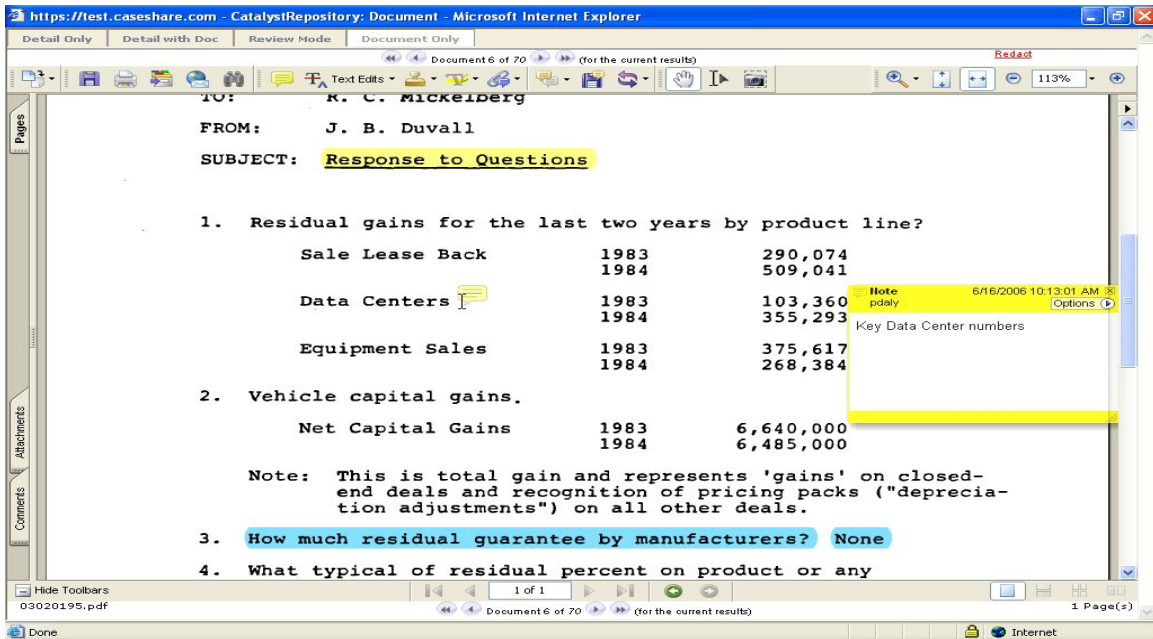 https://test.caseshare.com - CatalystRepository: Document - Microsoft Internet Explorer
Detail Only Detail with Doc Review Mode Document Only
Document 6 of 70 (for the current results)
Redact
Text Edits
113%
TO: R. C. Mickelberg
FROM: J. B. Duvall
SUBJECT: Response to Questions
1. Residual gains for the last two years by product line?
Sale Lease Back 1983 290,074
1984 509,041
Data Centers 1983 103,360
1984 355,293
Equipment Sales 1983 375,617
1984 268,384
Note 6/16/2006 10:13:01 AM
pdaly Options
Key Data Center numbers
2. Vehicle capital gains.
Net Capital Gains 1983 6,640,000
1984 6,485,000
Note: This is total gain and represents 'gains' on closed-
end deals and recognition of pricing packs ("deprecia-
tion adjustments") on all other deals.
3. How much residual guarantee by manufacturers? None
4. What typical of residual percent on product or any
Pages
Attachments
Comments
Hide Toolbars
1 of 1
03020195.pdf
Document 6 of 70 (for the current results)
1 Page(s)
Done
Internet